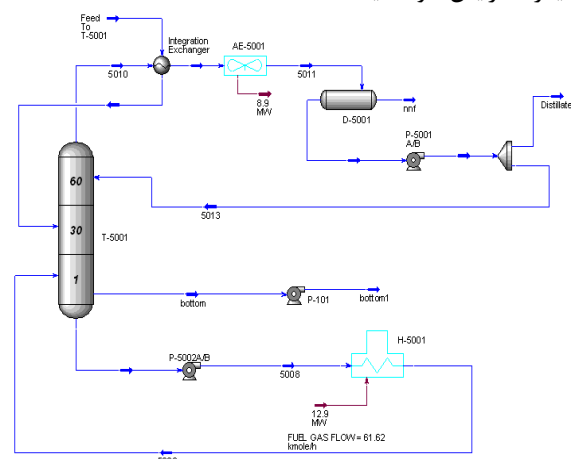 Feed
To
T-5001
Integration
Exchanger
AE-5001
5010
5011
8.9
MW
D-5001
nnf
Distillate
P-5001
A/B
60
30
1
T-5001
5013
bottom
P-101
bottom1
P-5002A/B
5008
H-5001
12.9
MW
FUEL GAS FLOW = 61.62
kmole/h